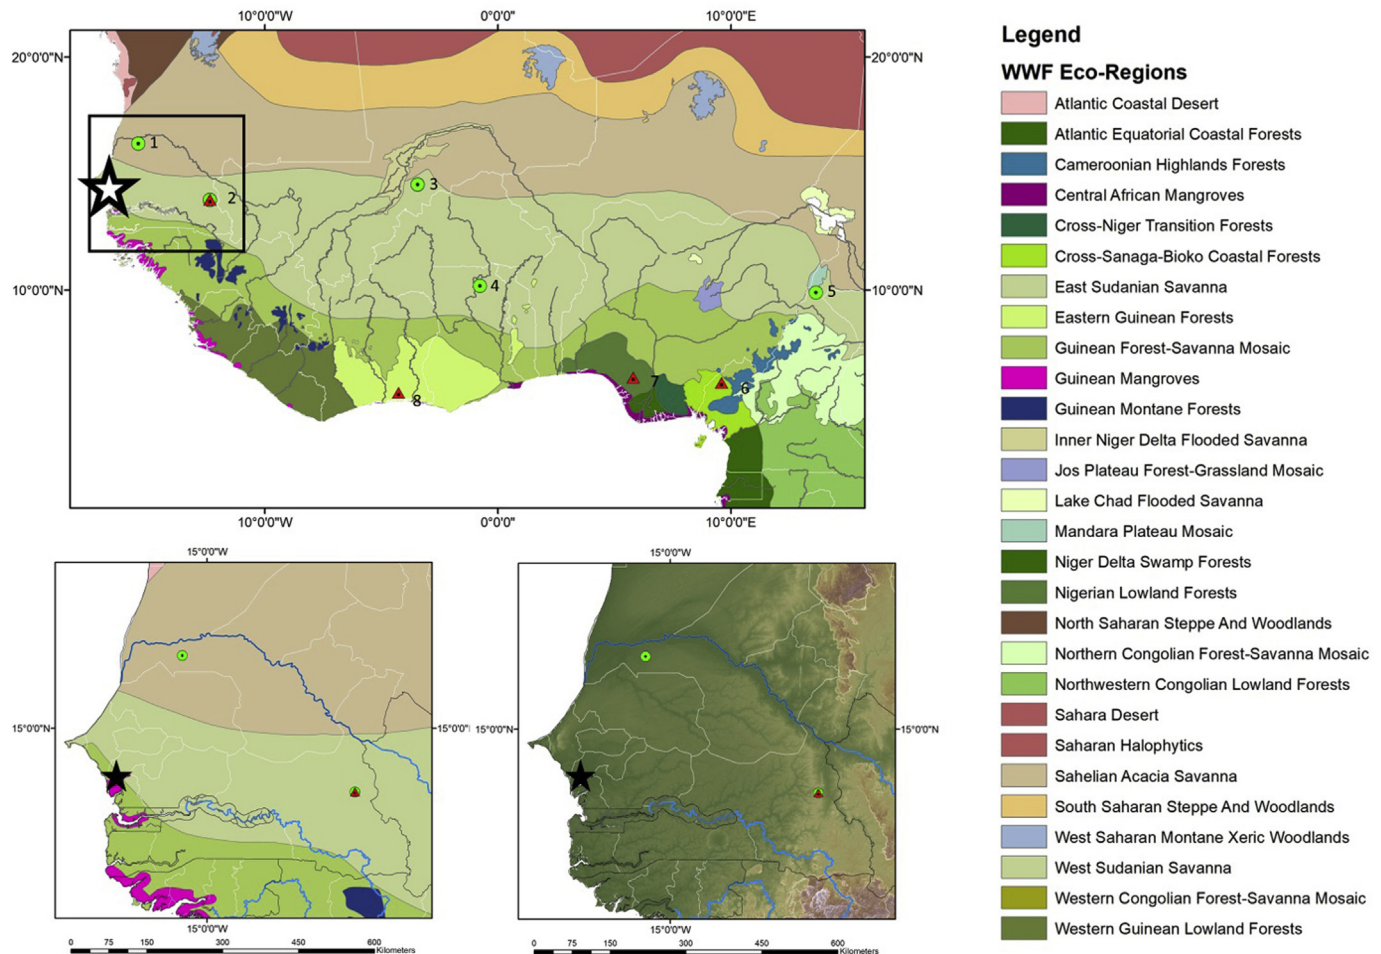 10°0'0"W 0°0'0" 10°0'0"E
20°0'0"N 20°0'0"N
10°0'0"N 10°0'0"N
1
2
3
4
5
6
7
8
10°0'0"W 0°0'0" 10°0'0"E
15°0'0"W
15°0'0"N 15°0'0"N
15°0'0"W
0 75 150 300 450 600
Kilometers
15°0'0"W
15°0'0"N 15°0'0"N
15°0'0"W
0 75 150 300 450 600
Kilometers
Legend
WWF Eco-Regions
Atlantic Coastal Desert
Atlantic Equatorial Coastal Forests
Cameroonian Highlands Forests
Central African Mangroves
Cross-Niger Transition Forests
Cross-Sanaga-Bioko Coastal Forests
East Sudanian Savanna
Eastern Guinean Forests
Guinean Forest-Savanna Mosaic
Guinean Mangroves
Guinean Montane Forests
Inner Niger Delta Flooded Savanna
Jos Plateau Forest-Grassland Mosaic
Lake Chad Flooded Savanna
Mandara Plateau Mosaic
Niger Delta Swamp Forests
Nigerian Lowland Forests
North Saharan Steppe And Woodlands
Northern Congolian Forest-Savanna Mosaic
Northwestern Congolian Lowland Forests
Sahara Desert
Saharan Halophytics
Sahelian Acacia Savanna
South Saharan Steppe And Woodlands
West Saharan Montane Xeric Woodlands
West Sudanian Savanna
Western Congolian Forest-Savanna Mosaic
Western Guinean Lowland Forests